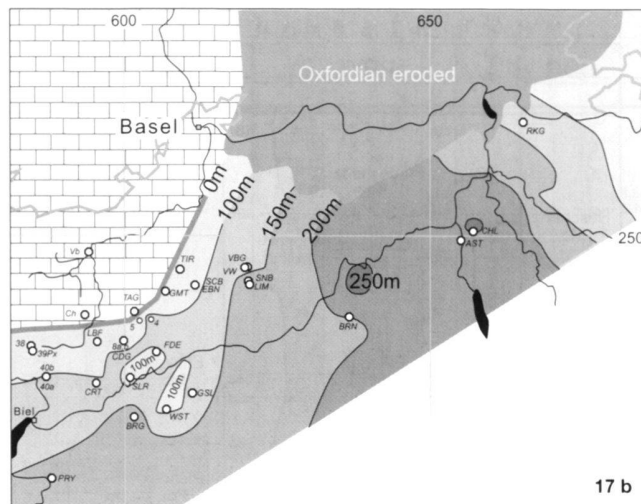 600
650
Oxfordian eroded
RKG
Basel
0m
100m
150m
200m
250
CHL
AST
Vb
TIR
VBG
VW
SCB
EBN
SNB
LIM
250m
GMT
TAG
Ch
5
4
BRN
38
39Px
LBF
8a,c
CDG
FDE
100m
40b
40a
CRT
SLR
100m
GSL
WST
Biel
BRG
PRY
17 b